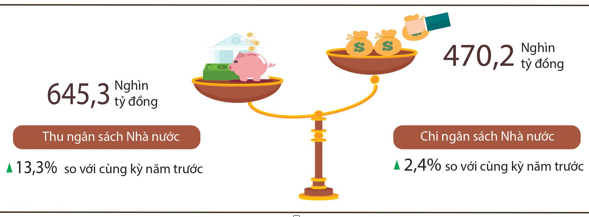 645,3 Nghìn
tỷ đồng
Thu ngân sách Nhà nước
13,3% so với cùng kỳ năm trước
$ $
470,2 Nghìn
tỷ đồng
Chi ngân sách Nhà nước
2,4% so với cùng kỳ năm trước